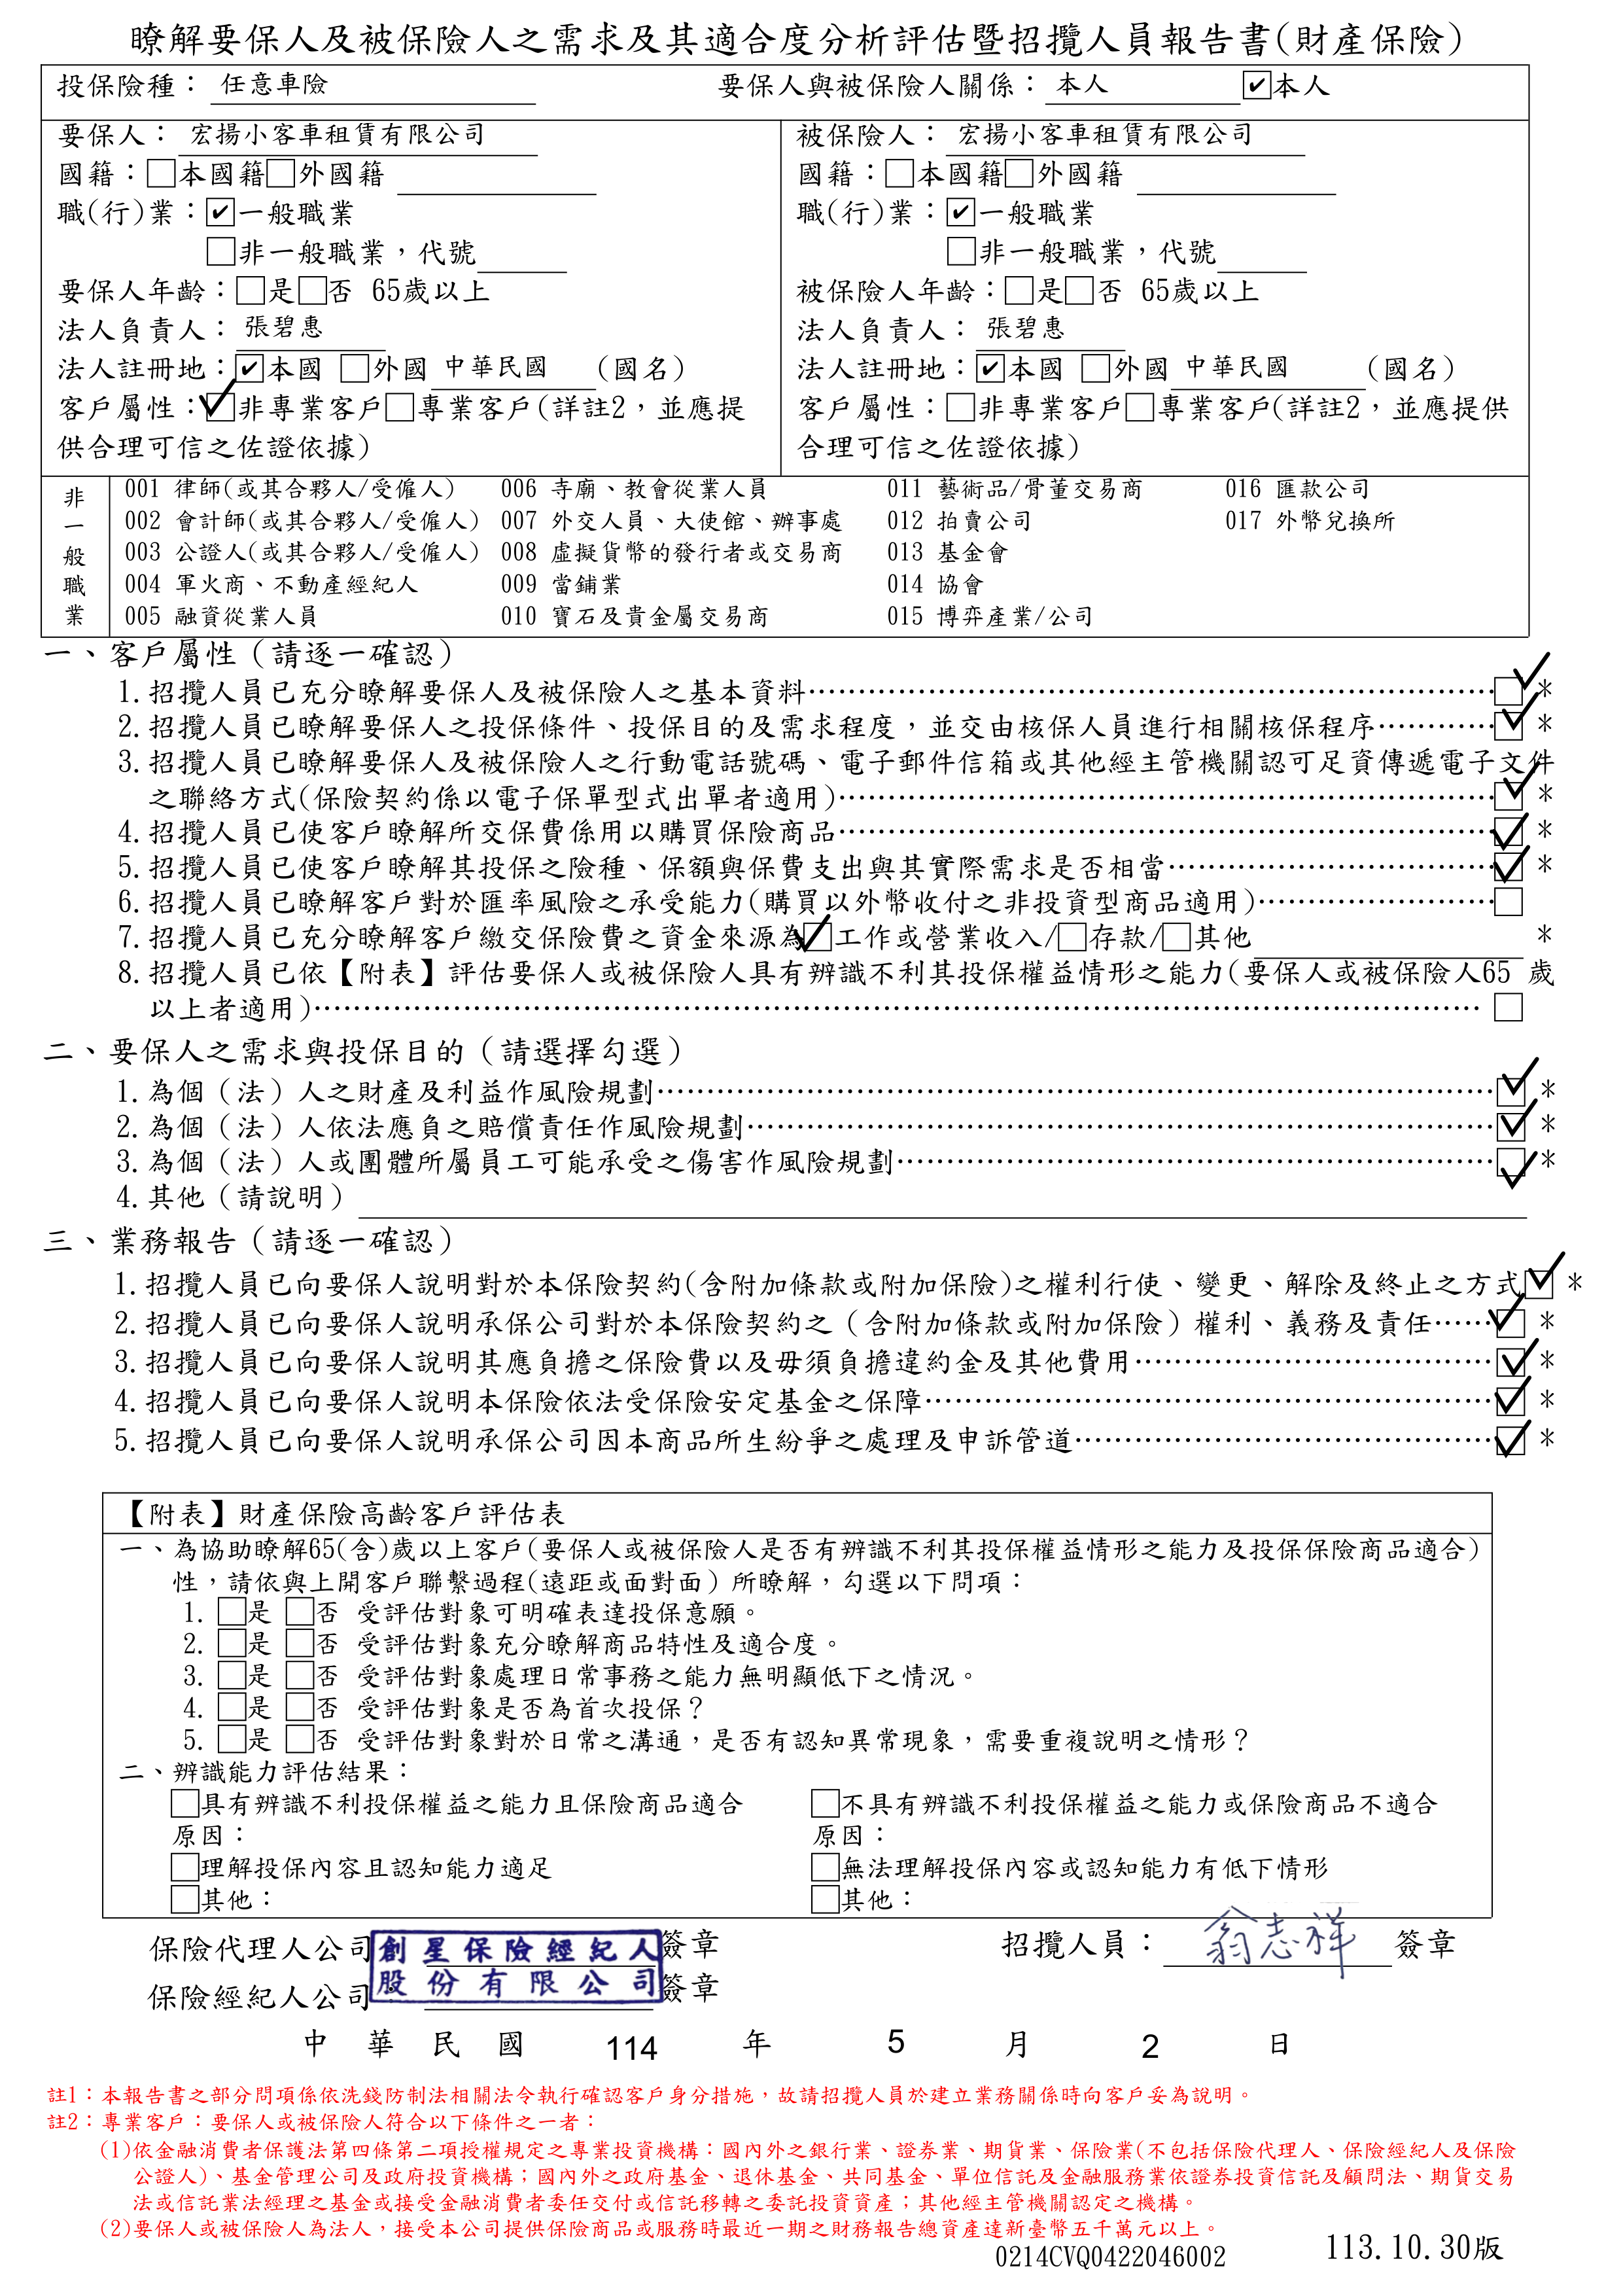 瞭解要保人及被保險人之需求及其適合度分析評估暨招攬人員報告書(財產保險)
投保險種： 任意車險 要保人與被保險人關係： 本人 ☑本人
要保人： 宏揚小客車租賃有限公司
國籍：☐本國籍☐外國籍
職(行)業：☑一般職業
☐非一般職業，代號
要保人年齡：☐是☐否 65歲以上
法人負責人： 張碧惠
法人註冊地：☑本國 ☐外國 中華民國 (國名)
客戶屬性：☑非專業客戶☐專業客戶(詳註2，並應提
供合理可信之佐證依據)
被保險人： 宏揚小客車租賃有限公司
國籍：☐本國籍☐外國籍
職(行)業：☑一般職業
☐非一般職業，代號
被保險人年齡：☐是☐否 65歲以上
法人負責人： 張碧惠
法人註冊地：☑本國 ☐外國 中華民國 (國名)
客戶屬性：☐非專業客戶☐專業客戶(詳註2，並應提供
合理可信之佐證依據)
非一般職業
001 律師(或其合夥人/受僱人) 006 寺廟、教會從業人員 011 藝術品/骨董交易商 016 匯款公司
002 會計師(或其合夥人/受僱人) 007 外交人員、大使館、辦事處 012 拍賣公司 017 外幣兌換所
003 公證人(或其合夥人/受僱人) 008 虛擬貨幣的發行者或交易商 013 基金會
004 軍火商、不動產經紀人 009 當鋪業 014 協會
005 融資從業人員 010 寶石及貴金屬交易商 015 博弈產業/公司
一、客戶屬性（請逐一確認）
1.招攬人員已充分瞭解要保人及被保險人之基本資料……☑*
2.招攬人員已瞭解要保人之投保條件、投保目的及需求程度，並交由核保人員進行相關核保程序……☑*
3.招攬人員已瞭解要保人及被保險人之行動電話號碼、電子郵件信箱或其他經主管機關認可足資傳遞電子文件
之聯絡方式(保險契約係以電子保單型式出單者適用)……☑*
4.招攬人員已使客戶瞭解所交保費係用以購買保險商品……☑*
5.招攬人員已使客戶瞭解其投保之險種、保額與保費支出與其實際需求是否相當……☑*
6.招攬人員已瞭解客戶對於匯率風險之承受能力(購買以外幣收付之非投資型商品適用)……☐
7.招攬人員已充分瞭解客戶繳交保險費之資金來源為☑工作或營業收入/☐存款/☐其他 *
8.招攬人員已依【附表】評估要保人或被保險人具有辨識不利其投保權益情形之能力(要保人或被保險人65 歲
以上者適用)……☐
二、要保人之需求與投保目的（請選擇勾選）
1.為個（法）人之財產及利益作風險規劃……☑*
2.為個（法）人依法應負之賠償責任作風險規劃……☑*
3.為個（法）人或團體所屬員工可能承受之傷害作風險規劃……☑*
4.其他（請說明）
三、業務報告（請逐一確認）
1.招攬人員已向要保人說明對於本保險契約(含附加條款或附加保險)之權利行使、變更、解除及終止之方式☑*
2.招攬人員已向要保人說明承保公司對於本保險契約之（含附加條款或附加保險）權利、義務及責任……☑*
3.招攬人員已向要保人說明其應負擔之保險費以及毋須負擔違約金及其他費用……☑*
4.招攬人員已向要保人說明本保險依法受保險安定基金之保障……☑*
5.招攬人員已向要保人說明承保公司因本商品所生紛爭之處理及申訴管道……☑*
【附表】財產保險高齡客戶評估表
一、為協助瞭解65(含)歲以上客戶(要保人或被保險人是否有辨識不利其投保權益情形之能力及投保保險商品適合)
性，請依與上開客戶聯繫過程(遠距或面對面)所瞭解，勾選以下問項：
1. ☐是 ☐否 受評估對象可明確表達投保意願。
2. ☐是 ☐否 受評估對象充分瞭解商品特性及適合度。
3. ☐是 ☐否 受評估對象處理日常事務之能力無明顯低下之情況。
4. ☐是 ☐否 受評估對象是否為首次投保？
5. ☐是 ☐否 受評估對象對於日常之溝通，是否有認知異常現象，需要重複說明之情形？
二、辨識能力評估結果：
☐具有辨識不利投保權益之能力且保險商品適合 ☐不具有辨識不利投保權益之能力或保險商品不適合
原因： 原因：
☐理解投保內容且認知能力適足 ☐無法理解投保內容或認知能力有低下情形
☐其他： ☐其他：
保險代理人公司 簽章 招攬人員： 翁志祥 簽章
創星保險經紀人
股份有限公司
保險經紀人公司： 簽章
中華民國 114 年 5 月 2 日
註1：本報告書之部分問項係依洗錢防制法相關法令執行確認客戶身分措施，故請招攬人員於建立業務關係時向客戶妥為說明。
註2：專業客戶：要保人或被保險人符合以下條件之一者：
(1)依金融消費者保護法第四條第二項授權規定之專業投資機構：國內外之銀行業、證券業、期貨業、保險業(不包括保險代理人、保險經紀人及保險
公證人)、基金管理公司及政府投資機構；國內外之政府基金、退休基金、共同基金、單位信託及金融服務業依證券投資信託及顧問法、期貨交易
法或信託業法經理之基金或接受金融消費者委任交付或信託移轉之委託投資資產；其他經主管機關認定之機構。
(2)要保人或被保險人為法人，接受本公司提供保險商品或服務時最近一期之財務報告總資產達新臺幣五千萬元以上。
0214CVQ0422046002 113.10.30版